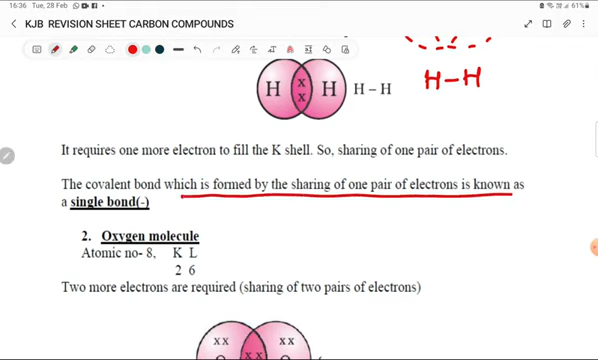 16:36 Tue, 28 Feb
61%
KJB REVISION SHEET CARBON COMPOUNDS
H x x H H – H
H–H
It requires one more electron to fill the K shell. So, sharing of one pair of electrons.
The covalent bond which is formed by the sharing of one pair of electrons is known as
a single bond(-)
2. Oxygen molecule
Atomic no- 8, K L
2 6
Two more electrons are required (sharing of two pairs of electrons)
xx xx
xx